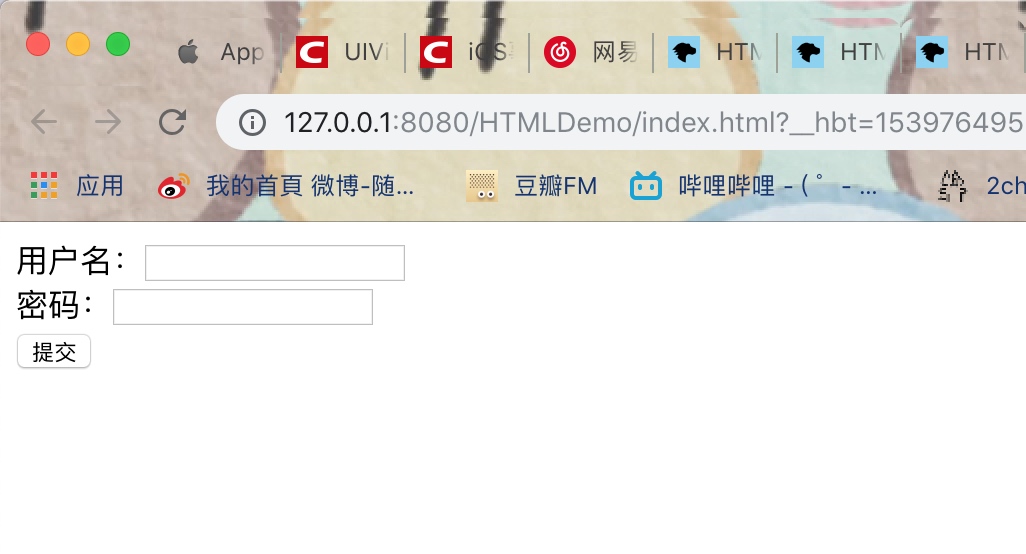 App
UIVi
iOS
网易
HTM
HTM
HTM
127.0.0.1:8080/HTMLDemo/index.html?__hbt=153976495
应用
我的首頁 微博-随...
豆瓣FM
哔哩哔哩 - ( ゜- ...
2ch
用户名：
密码：
提交